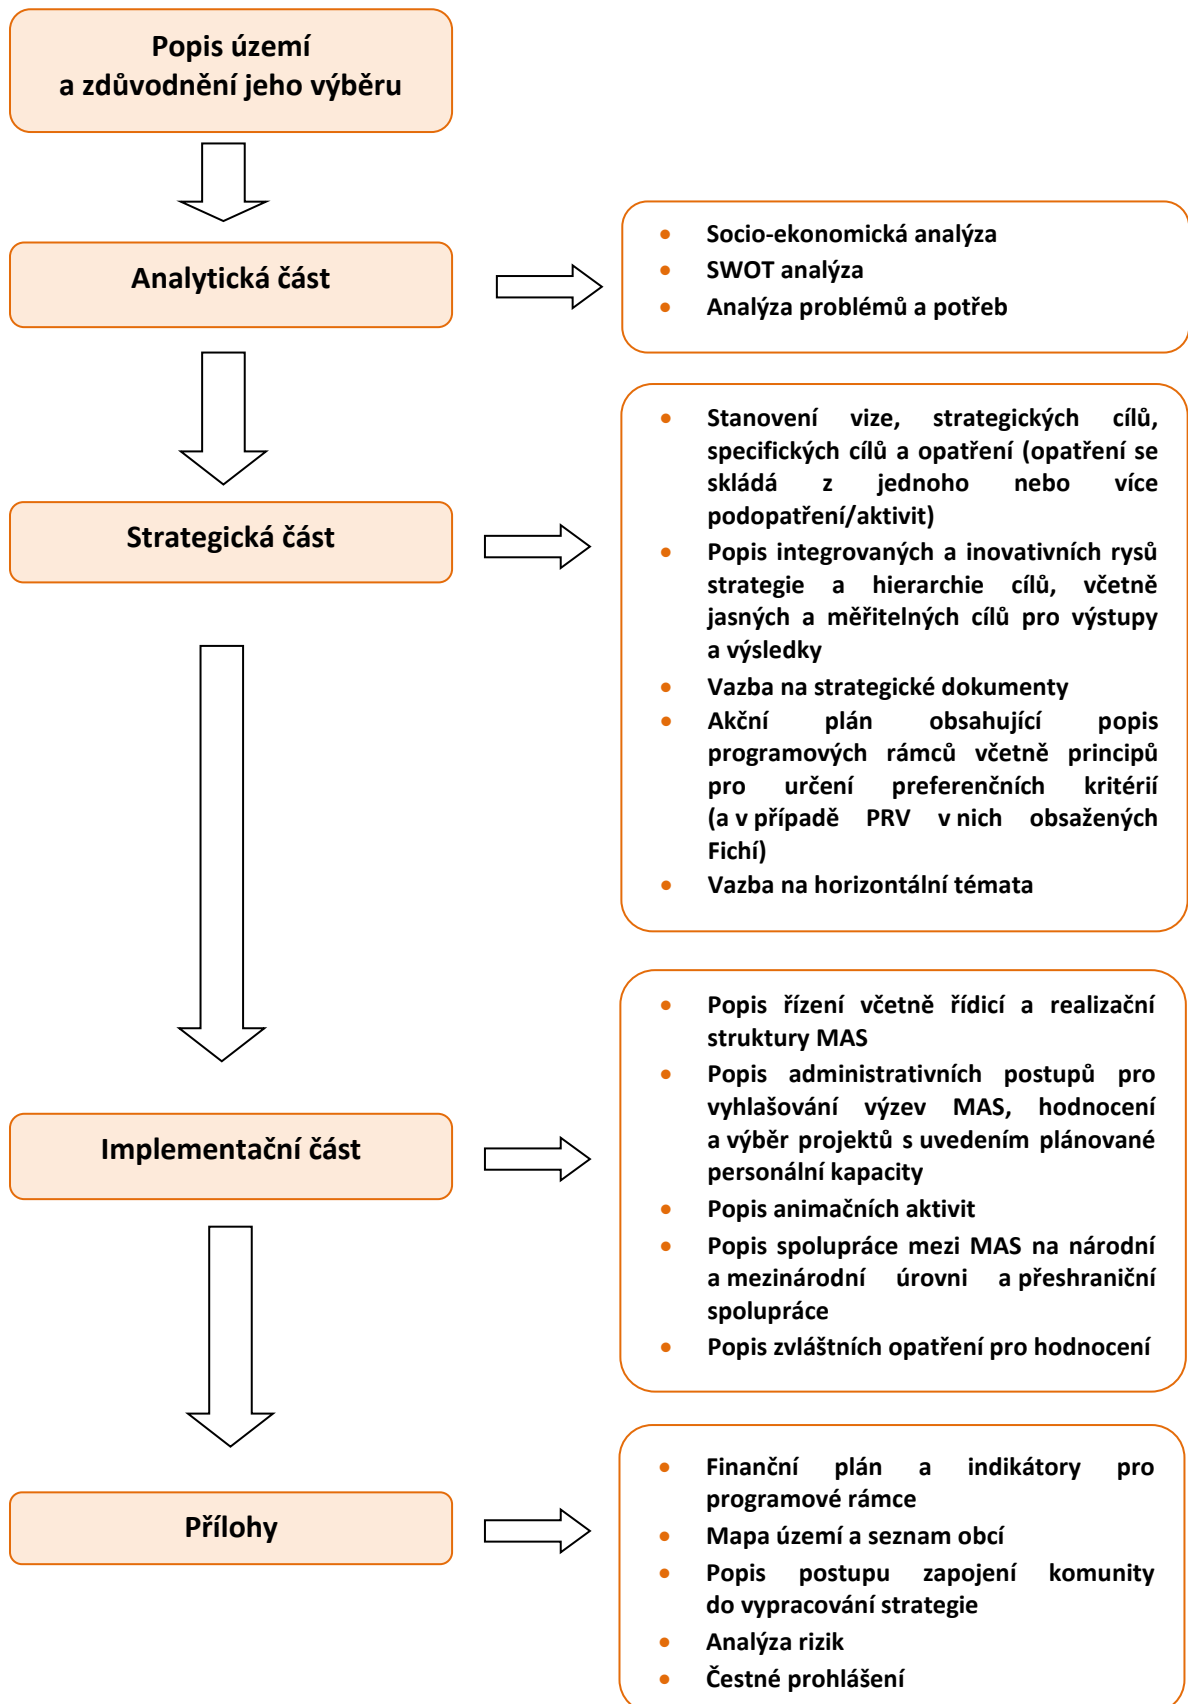 Popis území
a zdůvodnění jeho výběru
Analytická část
• Socio-ekonomická analýza
• SWOT analýza
• Analýza problémů a potřeb
Strategická část
• Stanovení vize, strategických cílů,
specifických cílů a opatření (opatření se
skládá z jednoho nebo více
podopatření/aktivit)
• Popis integrovaných a inovativních rysů
strategie a hierarchie cílů, včetně
jasných a měřitelných cílů pro výstupy
a výsledky
• Vazba na strategické dokumenty
• Akční plán obsahující popis
programových rámců včetně principů
pro určení preferenčních kritérií
(a v případě PRV v nich obsažených
Fichí)
• Vazba na horizontální témata
Implementační část
• Popis řízení včetně řídicí a realizační
struktury MAS
• Popis administrativních postupů pro
vyhlašování výzev MAS, hodnocení
a výběr projektů s uvedením plánované
personální kapacity
• Popis animačních aktivit
• Popis spolupráce mezi MAS na národní
a mezinárodní úrovni a přeshraniční
spolupráce
• Popis zvláštních opatření pro hodnocení
Přílohy
• Finanční plán a indikátory pro
programové rámce
• Mapa území a seznam obcí
• Popis postupu zapojení komunity
do vypracování strategie
• Analýza rizik
• Čestné prohlášení